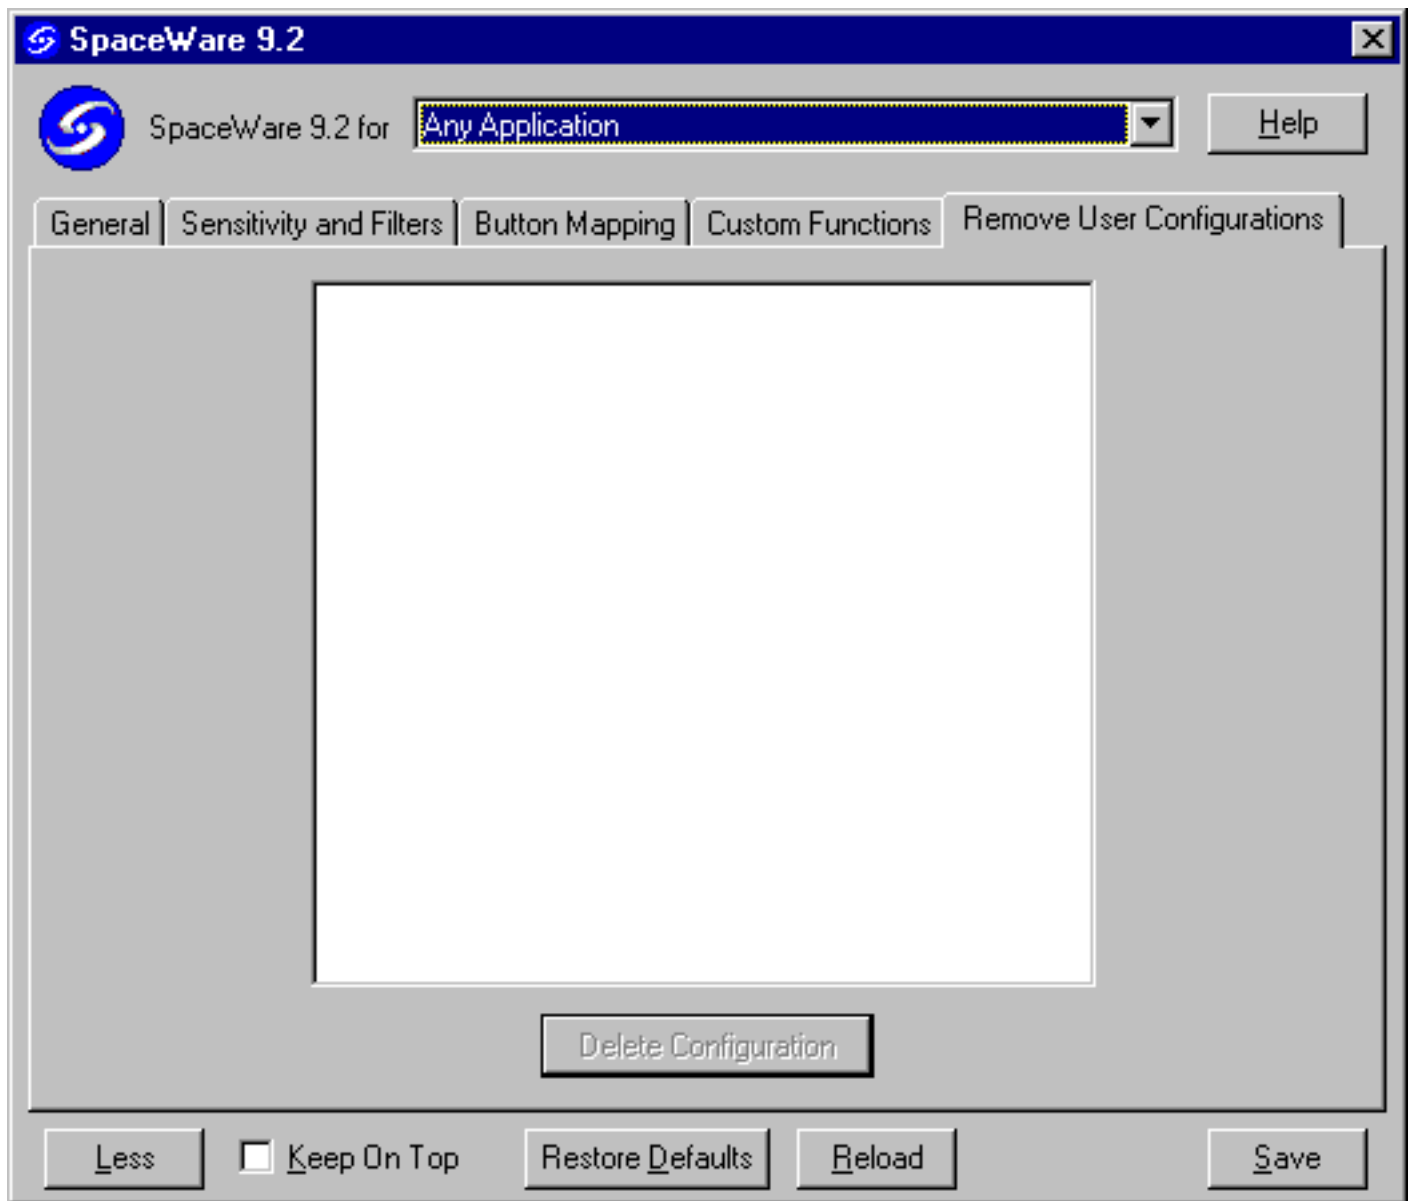 SpaceWare 9.2
SpaceWare 9.2 for Any Application Help
General Sensitivity and Filters Button Mapping Custom Functions Remove User Configurations
Delete Configuration
Less Keep On Top Restore Defaults Reload Save